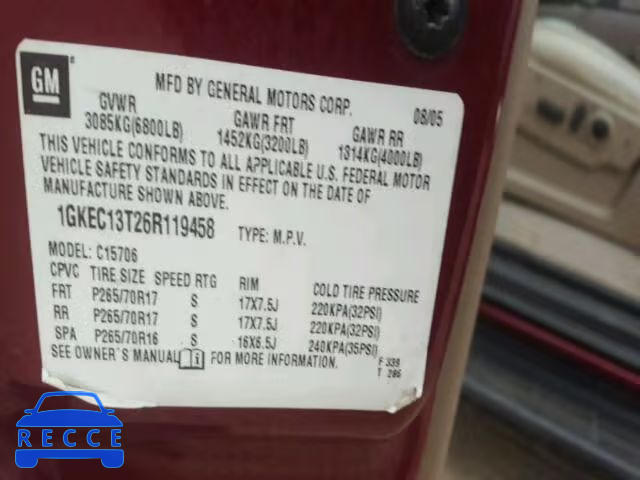 GM
MFD BY GENERAL MOTORS CORP. 08/05
GVWR GAWR FRT GAWR RR
3085KG(6800LB) 1452KG(3200LB) 1814KG(4000LB)
THIS VEHICLE CONFORMS TO ALL APPLICABLE U.S. FEDERAL MOTOR
VEHICLE SAFETY STANDARDS IN EFFECT ON THE DATE OF
MANUFACTURE SHOWN ABOVE.
1GKEC13T26R119458 TYPE: M.P.V.
MODEL: C15706
CPVC TIRE SIZE SPEED RTG RIM COLD TIRE PRESSURE
FRT P265/70R17 S 17X7.5J 220KPA(32PSI)
RR P265/70R17 S 17X7.5J 220KPA(32PSI)
SPA P265/70R16 S 16X6.5J 240KPA(35PSI)
SEE OWNER'S MANUAL FOR MORE INFORMATION. F 339
T 286
RECCE